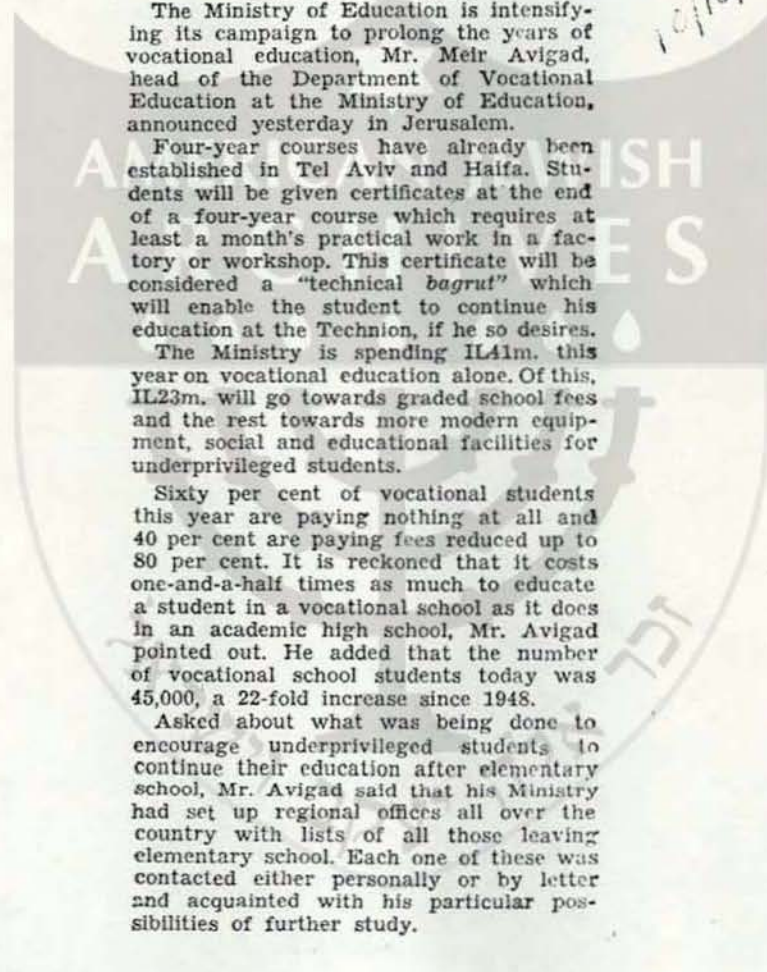 The Ministry of Education is intensify-
ing its campaign to prolong the years of
vocational education, Mr. Meir Avigad,
head of the Department of Vocational
Education at the Ministry of Education,
announced yesterday in Jerusalem.
Four-year courses have already been
established in Tel Aviv and Haifa. Stu-
dents will be given certificates at the end
of a four-year course which requires at
least a month's practical work in a fac-
tory or workshop. This certificate will be
considered a "technical bagrut" which
will enable the student to continue his
education at the Technion, if he so desires.
The Ministry is spending IL41m. this
year on vocational education alone. Of this,
IL23m. will go towards graded school fees
and the rest towards more modern equip-
ment, social and educational facilities for
underprivileged students.
Sixty per cent of vocational students
this year are paying nothing at all and
40 per cent are paying fees reduced up to
80 per cent. It is reckoned that it costs
one-and-a-half times as much to educate
a student in a vocational school as it does
in an academic high school, Mr. Avigad
pointed out. He added that the number
of vocational school students today was
45,000, a 22-fold increase since 1948.
Asked about what was being done to
encourage underprivileged students to
continue their education after elementary
school, Mr. Avigad said that his Ministry
had set up regional offices all over the
country with lists of all those leaving
elementary school. Each one of these was
contacted either personally or by letter
and acquainted with his particular pos-
sibilities of further study.
AMERICAN JEWISH
ARCHIVES
זכר